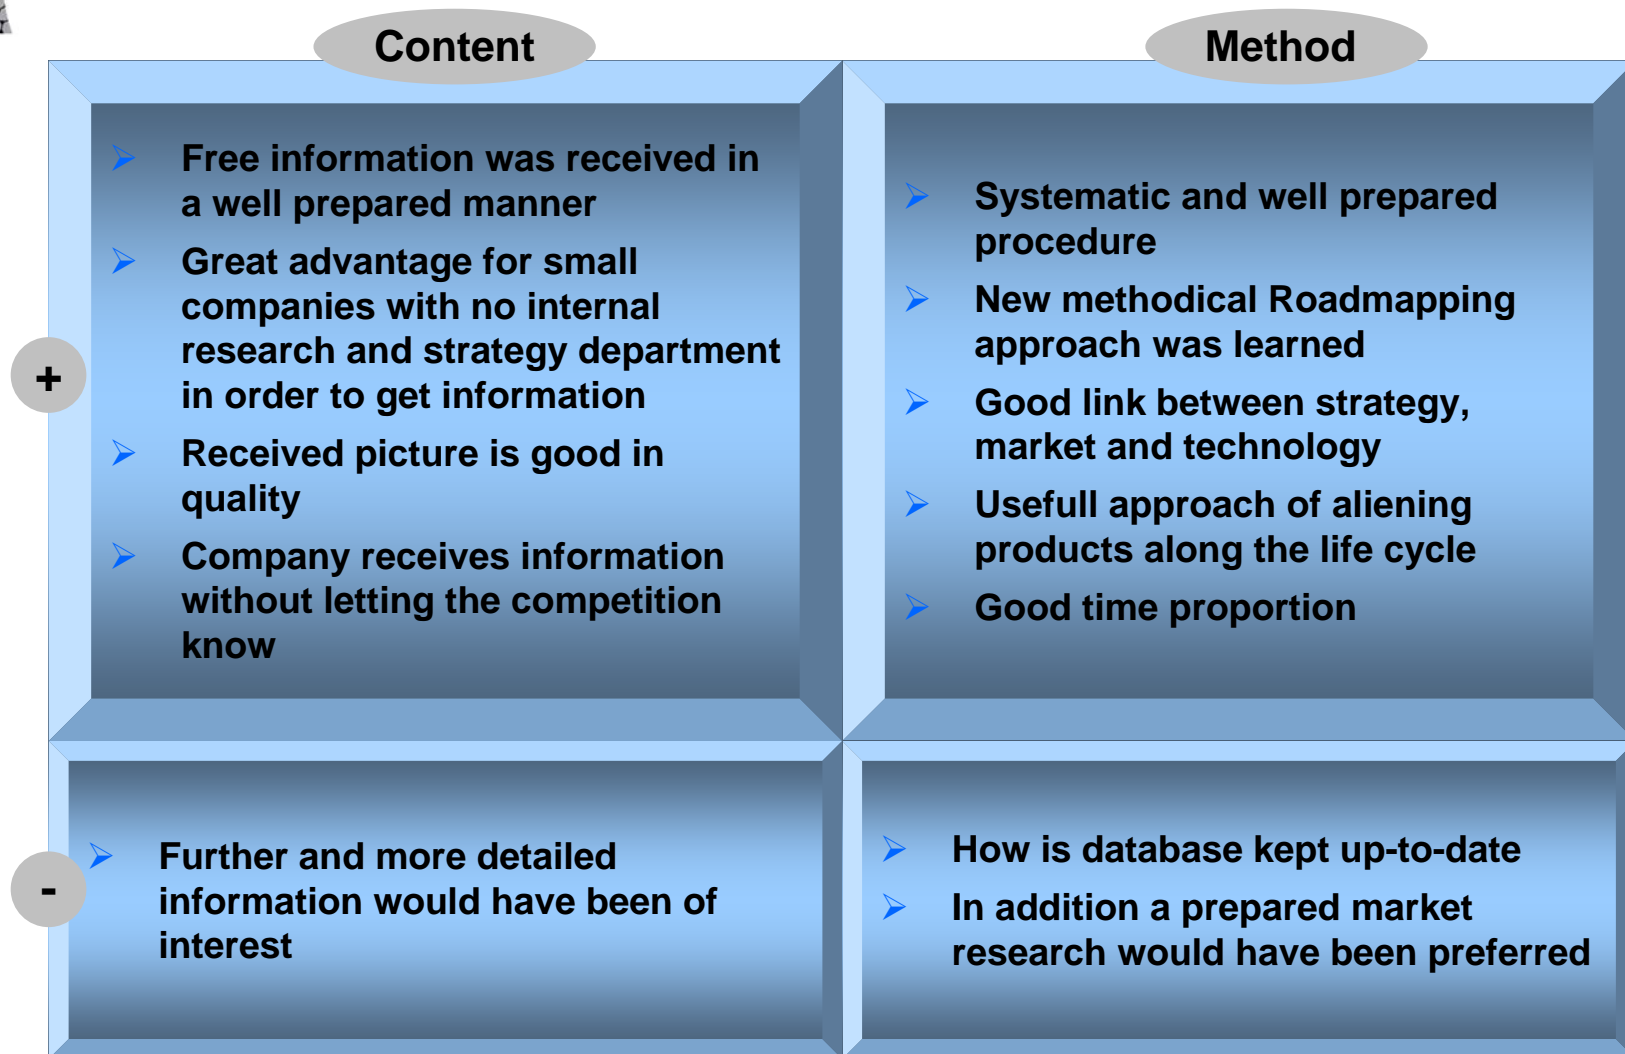 Content
Method
+
Free information was received in
a well prepared manner
Great advantage for small
companies with no internal
research and strategy department
in order to get information
Received picture is good in
quality
Company receives information
without letting the competition
know
Systematic and well prepared
procedure
New methodical Roadmapping
approach was learned
Good link between strategy,
market and technology
Usefull approach of aliening
products along the life cycle
Good time proportion
-
Further and more detailed
information would have been of
interest
How is database kept up-to-date
In addition a prepared market
research would have been preferred